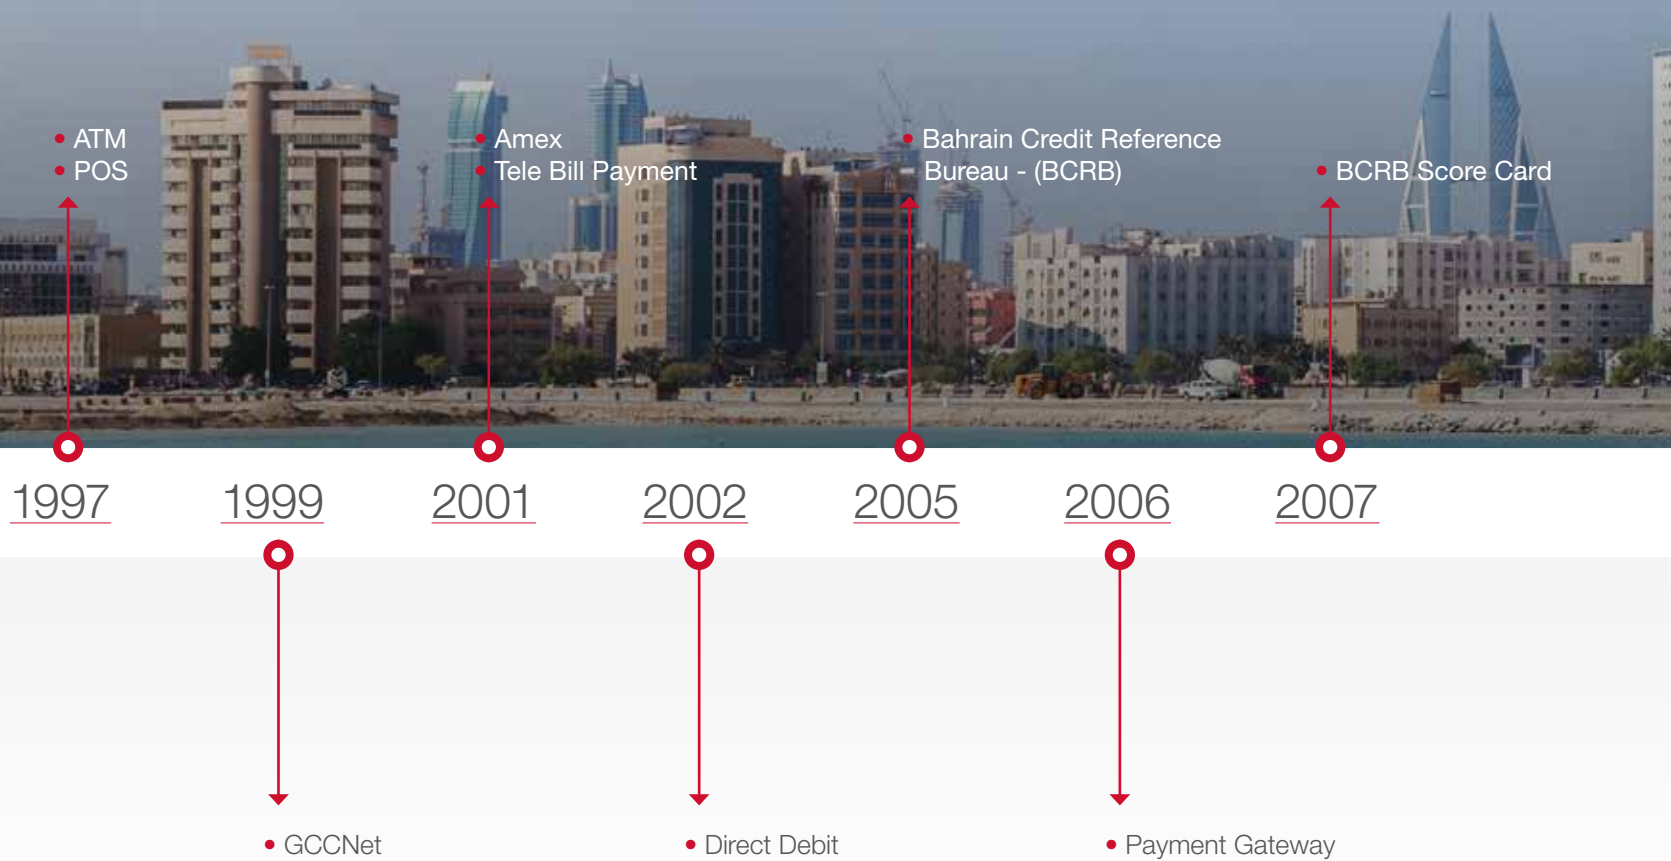 • ATM
• POS
• Amex
• Tele Bill Payment
• Bahrain Credit Reference
Bureau - (BCRB)
• BCRB Score Card
1997
1999
2001
2002
2005
2006
2007
• GCCNet
• Direct Debit
• Payment Gateway